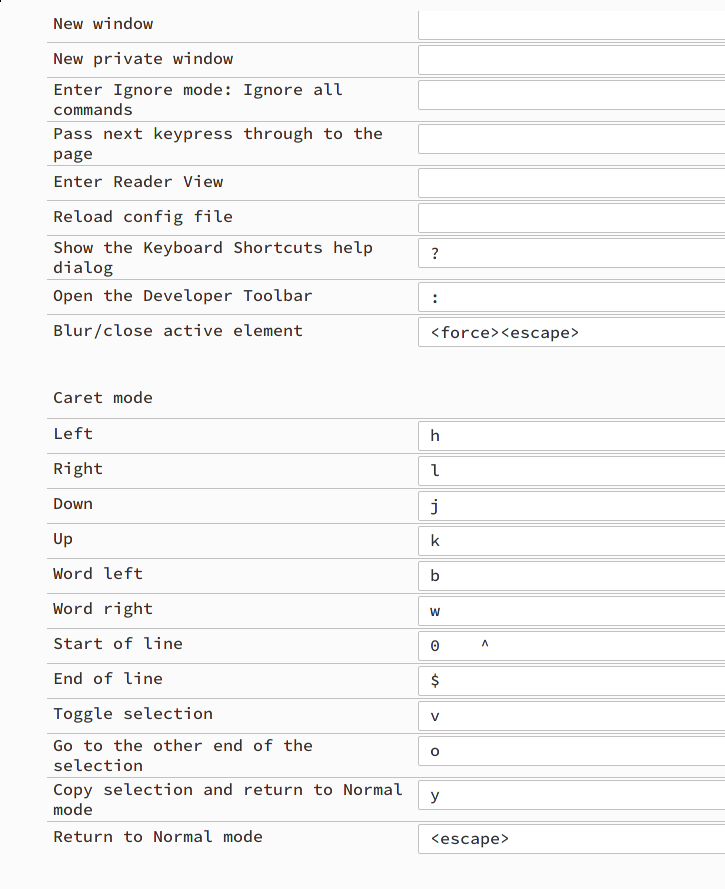 New window
New private window
Enter Ignore mode: Ignore all
commands
Pass next keypress through to the
page
Enter Reader View
Reload config file
Show the Keyboard Shortcuts help
dialog
?
Open the Developer Toolbar
:
Blur/close active element
<force><escape>
Caret mode
Left
h
Right
l
Down
j
Up
k
Word left
b
Word right
w
Start of line
0 ^
End of line
$
Toggle selection
v
Go to the other end of the
selection
o
Copy selection and return to Normal
mode
y
Return to Normal mode
<escape>